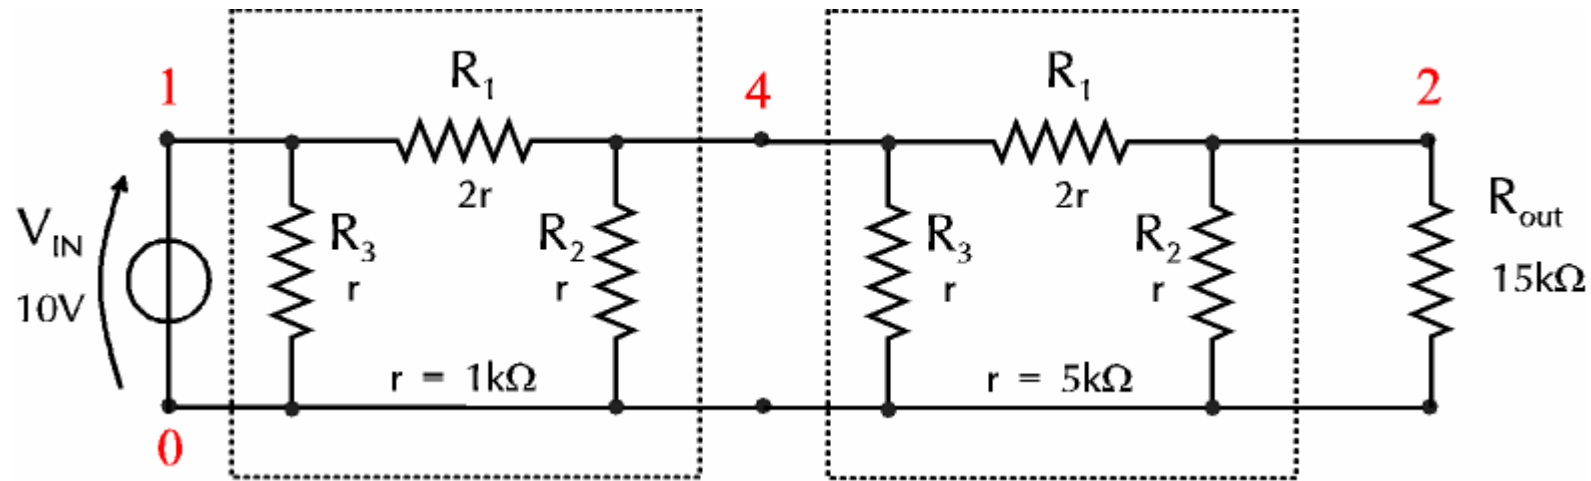 1
R1
4
R1
2
VIN
10V
2r
R3
r
R2
r
2r
R3
r
R2
r
Rout
15kΩ
r = 1kΩ
r = 5kΩ
0